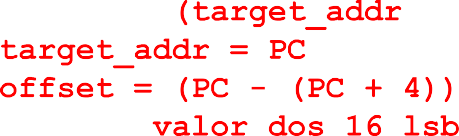 (target_addr
target_addr = PC
offset = (PC - (PC + 4))
valor dos 16 lsb